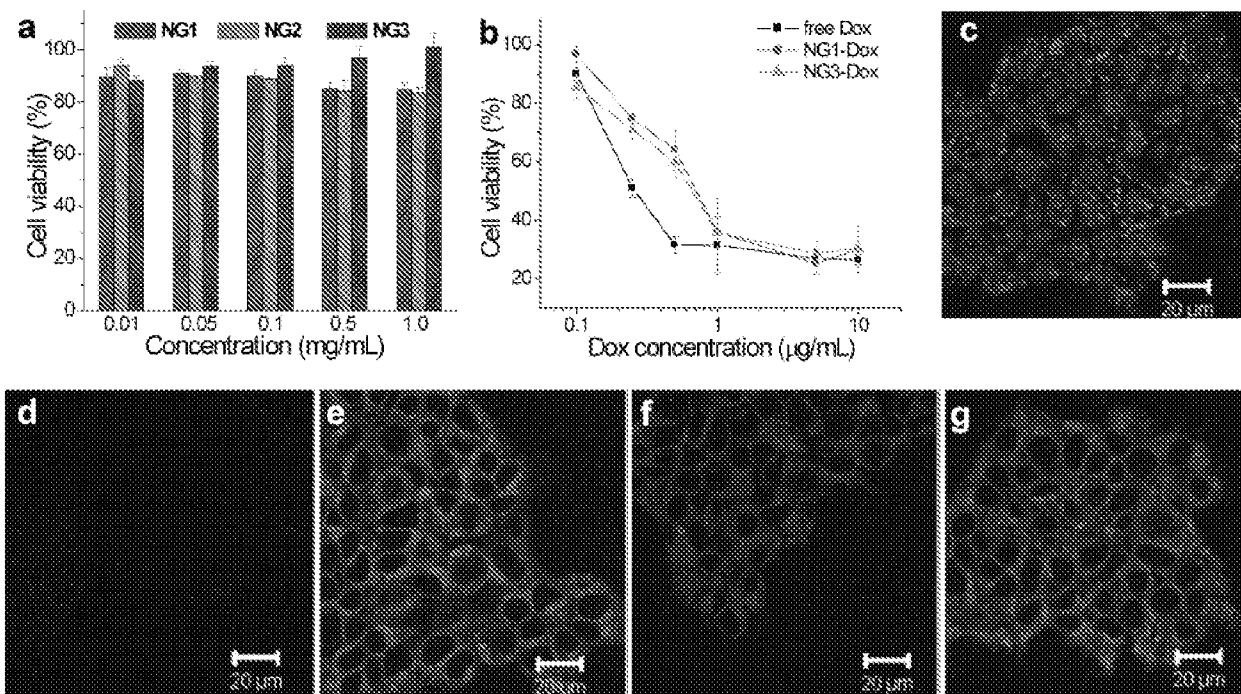 a
NG1 NG2 NG3
Cell viability (%)
100
80
60
40
20
0
0.01 0.05 0.1 0.5 1.0
Concentration (mg/mL)
b
free Dox
NG1-Dox
NG3-Dox
Cell viability (%)
100
80
60
40
20
0.1 1 10
Dox concentration (µg/mL)
c
20 µm
d
20 µm
e
20 µm
f
20 µm
g
20 µm